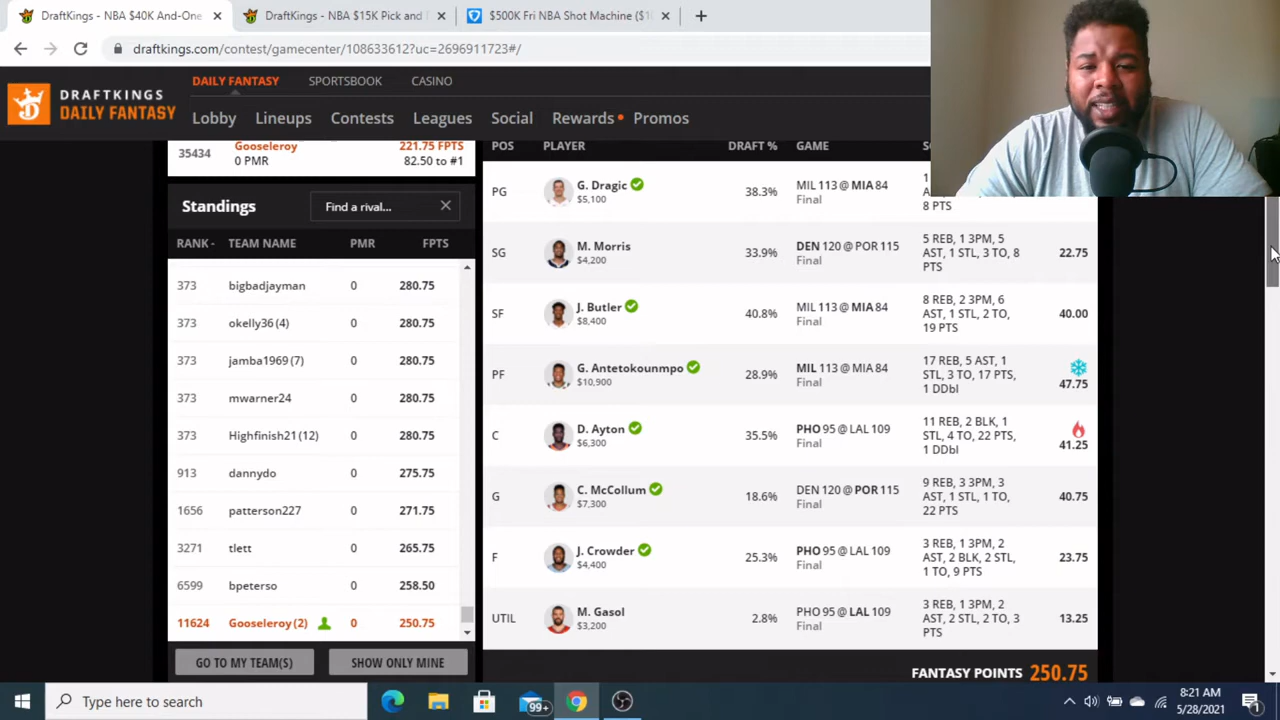 DraftKings - NBA $40K And-One
DraftKings - NBA $15K Pick and
$500K Fri NBA Shot Machine ($1
draftkings.com/contest/gamecenter/108633612?uc=2696911723#/
DRAFTKINGS
DAILY FANTASY
DAILY FANTASY SPORTSBOOK CASINO
Lobby Lineups Contests Leagues Social Rewards Promos
35434 Gooseleroy 221.75 FPTS
0 PMR 82.50 to #1
Standings Find a rival...
RANK TEAM NAME PMR FPTS
373 bigbadjayman 0 280.75
373 okelly36 (4) 0 280.75
373 jamba1969 (7) 0 280.75
373 mwarner24 0 280.75
373 Highfinish21 (12) 0 280.75
913 dannydo 0 275.75
1656 patterson227 0 271.75
3271 tlett 0 265.75
6599 bpeterso 0 258.50
11624 Gooseleroy (2) 0 250.75
GO TO MY TEAM(S) SHOW ONLY MINE
POS PLAYER DRAFT % GAME
PG G. Dragic 38.3% MIL 113 @ MIA 84
$5,100 Final
8 PTS
SG M. Morris 33.9% DEN 120 @ POR 115 5 REB, 1 3PM, 5
$4,200 Final AST, 1 STL, 3 TO, 8 22.75
PTS
SF J. Butler 40.8% MIL 113 @ MIA 84 8 REB, 2 3PM, 6
$8,400 Final AST, 1 STL, 2 TO, 40.00
19 PTS
PF G. Antetokounmpo 28.9% MIL 113 @ MIA 84 17 REB, 5 AST, 1
$10,900 Final STL, 3 TO, 17 PTS, 47.75
1 DDbl
C D. Ayton 35.5% PHO 95 @ LAL 109 11 REB, 2 BLK, 1
$6,300 Final STL, 4 TO, 22 PTS, 41.25
1 DDbl
G C. McCollum 18.6% DEN 120 @ POR 115 9 REB, 3 3PM, 3
$7,300 Final AST, 1 STL, 1 TO, 40.75
22 PTS
F J. Crowder 25.3% PHO 95 @ LAL 109 3 REB, 1 3PM, 2
$4,400 Final AST, 2 BLK, 2 STL, 23.75
1 TO, 9 PTS
UTIL M. Gasol 2.8% PHO 95 @ LAL 109 3 REB, 1 3PM, 2
$3,200 Final AST, 2 STL, 2 TO, 3 13.25
PTS
FANTASY POINTS 250.75
Type here to search
99+
8:21 AM
5/28/2021
1